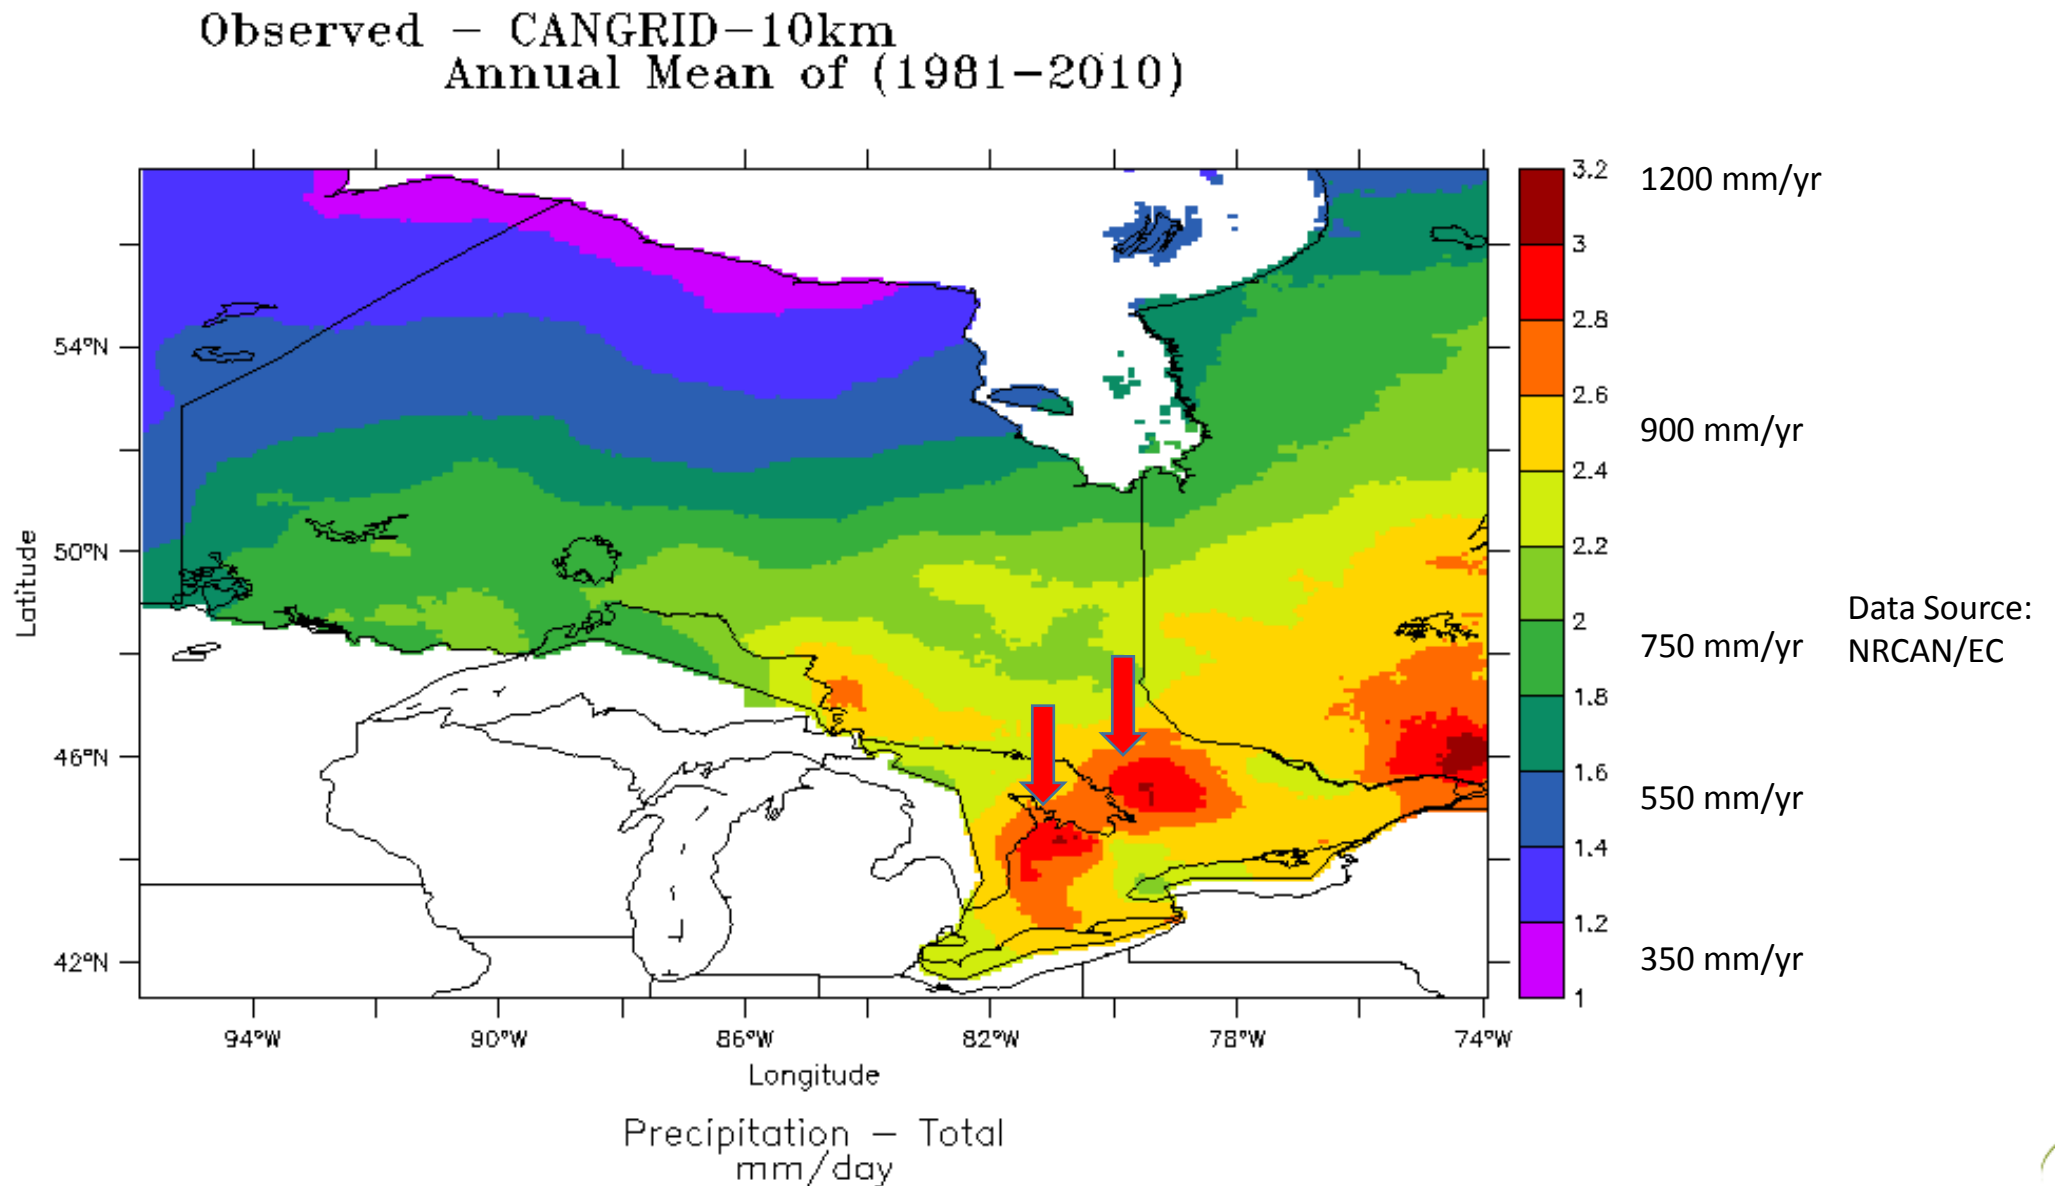 Observed − CANGRID−10km
Annual Mean of (1981−2010)
3.2
1200 mm/yr
3
2.8
54°N
2.6
900 mm/yr
2.4
50°N
2.2
Latitude
Data Source:
2
750 mm/yr
NRCAN/EC
1.8
46°N
1.6
550 mm/yr
1.4
1.2
42°N
350 mm/yr
1
94°W
90°W
86°W
82°W
78°W
74°W
Longitude
Precipitation − Total
mm/day